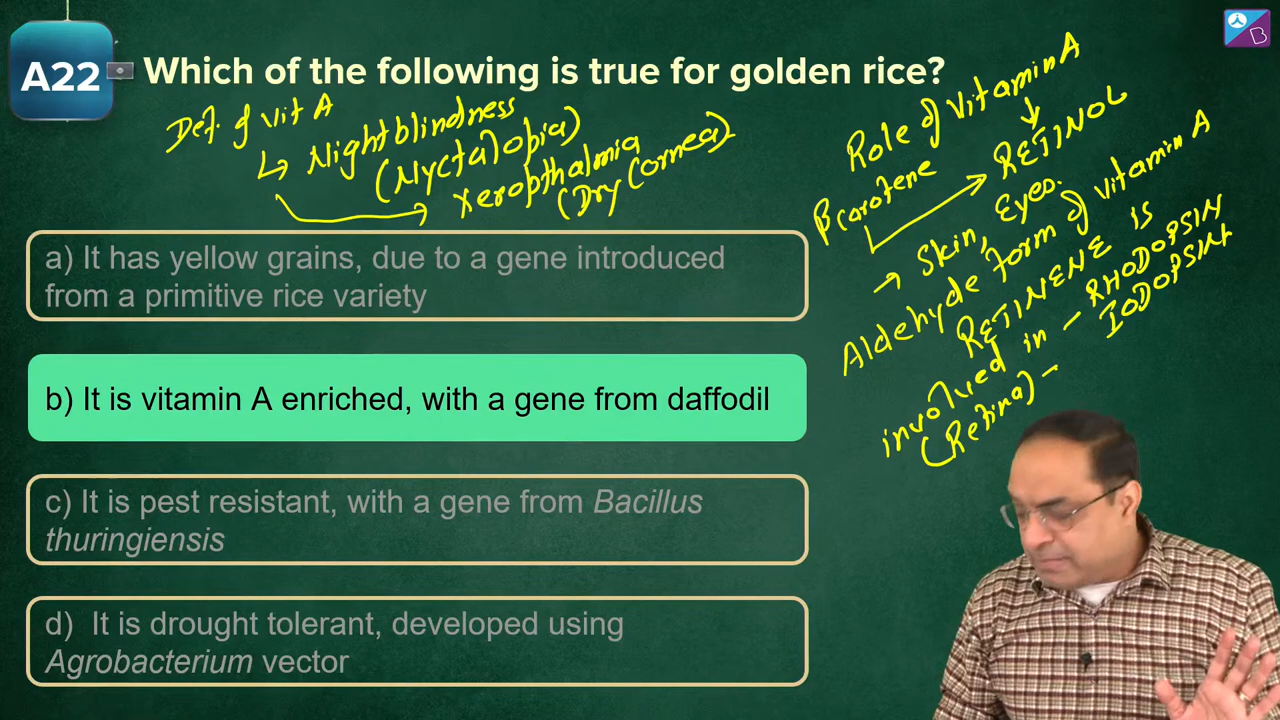 A22
Which of the following is true for golden rice?
Def. of Vit A
↳ Nightblindness
(Nyctalopia)
Xeropthalmia
(Dry Cornea)
Role of Vitamin A
↓
β carotene → RETINOL
→ Skin, Eyes.
Aldehyde form of vitamin A
RETINENE is
involved in - RHODOPSIN
(Retina) - IODOPSIN
a) It has yellow grains, due to a gene introduced
from a primitive rice variety
b) It is vitamin A enriched, with a gene from daffodil
c) It is pest resistant, with a gene from Bacillus
thuringiensis
d) It is drought tolerant, developed using
Agrobacterium vector
B